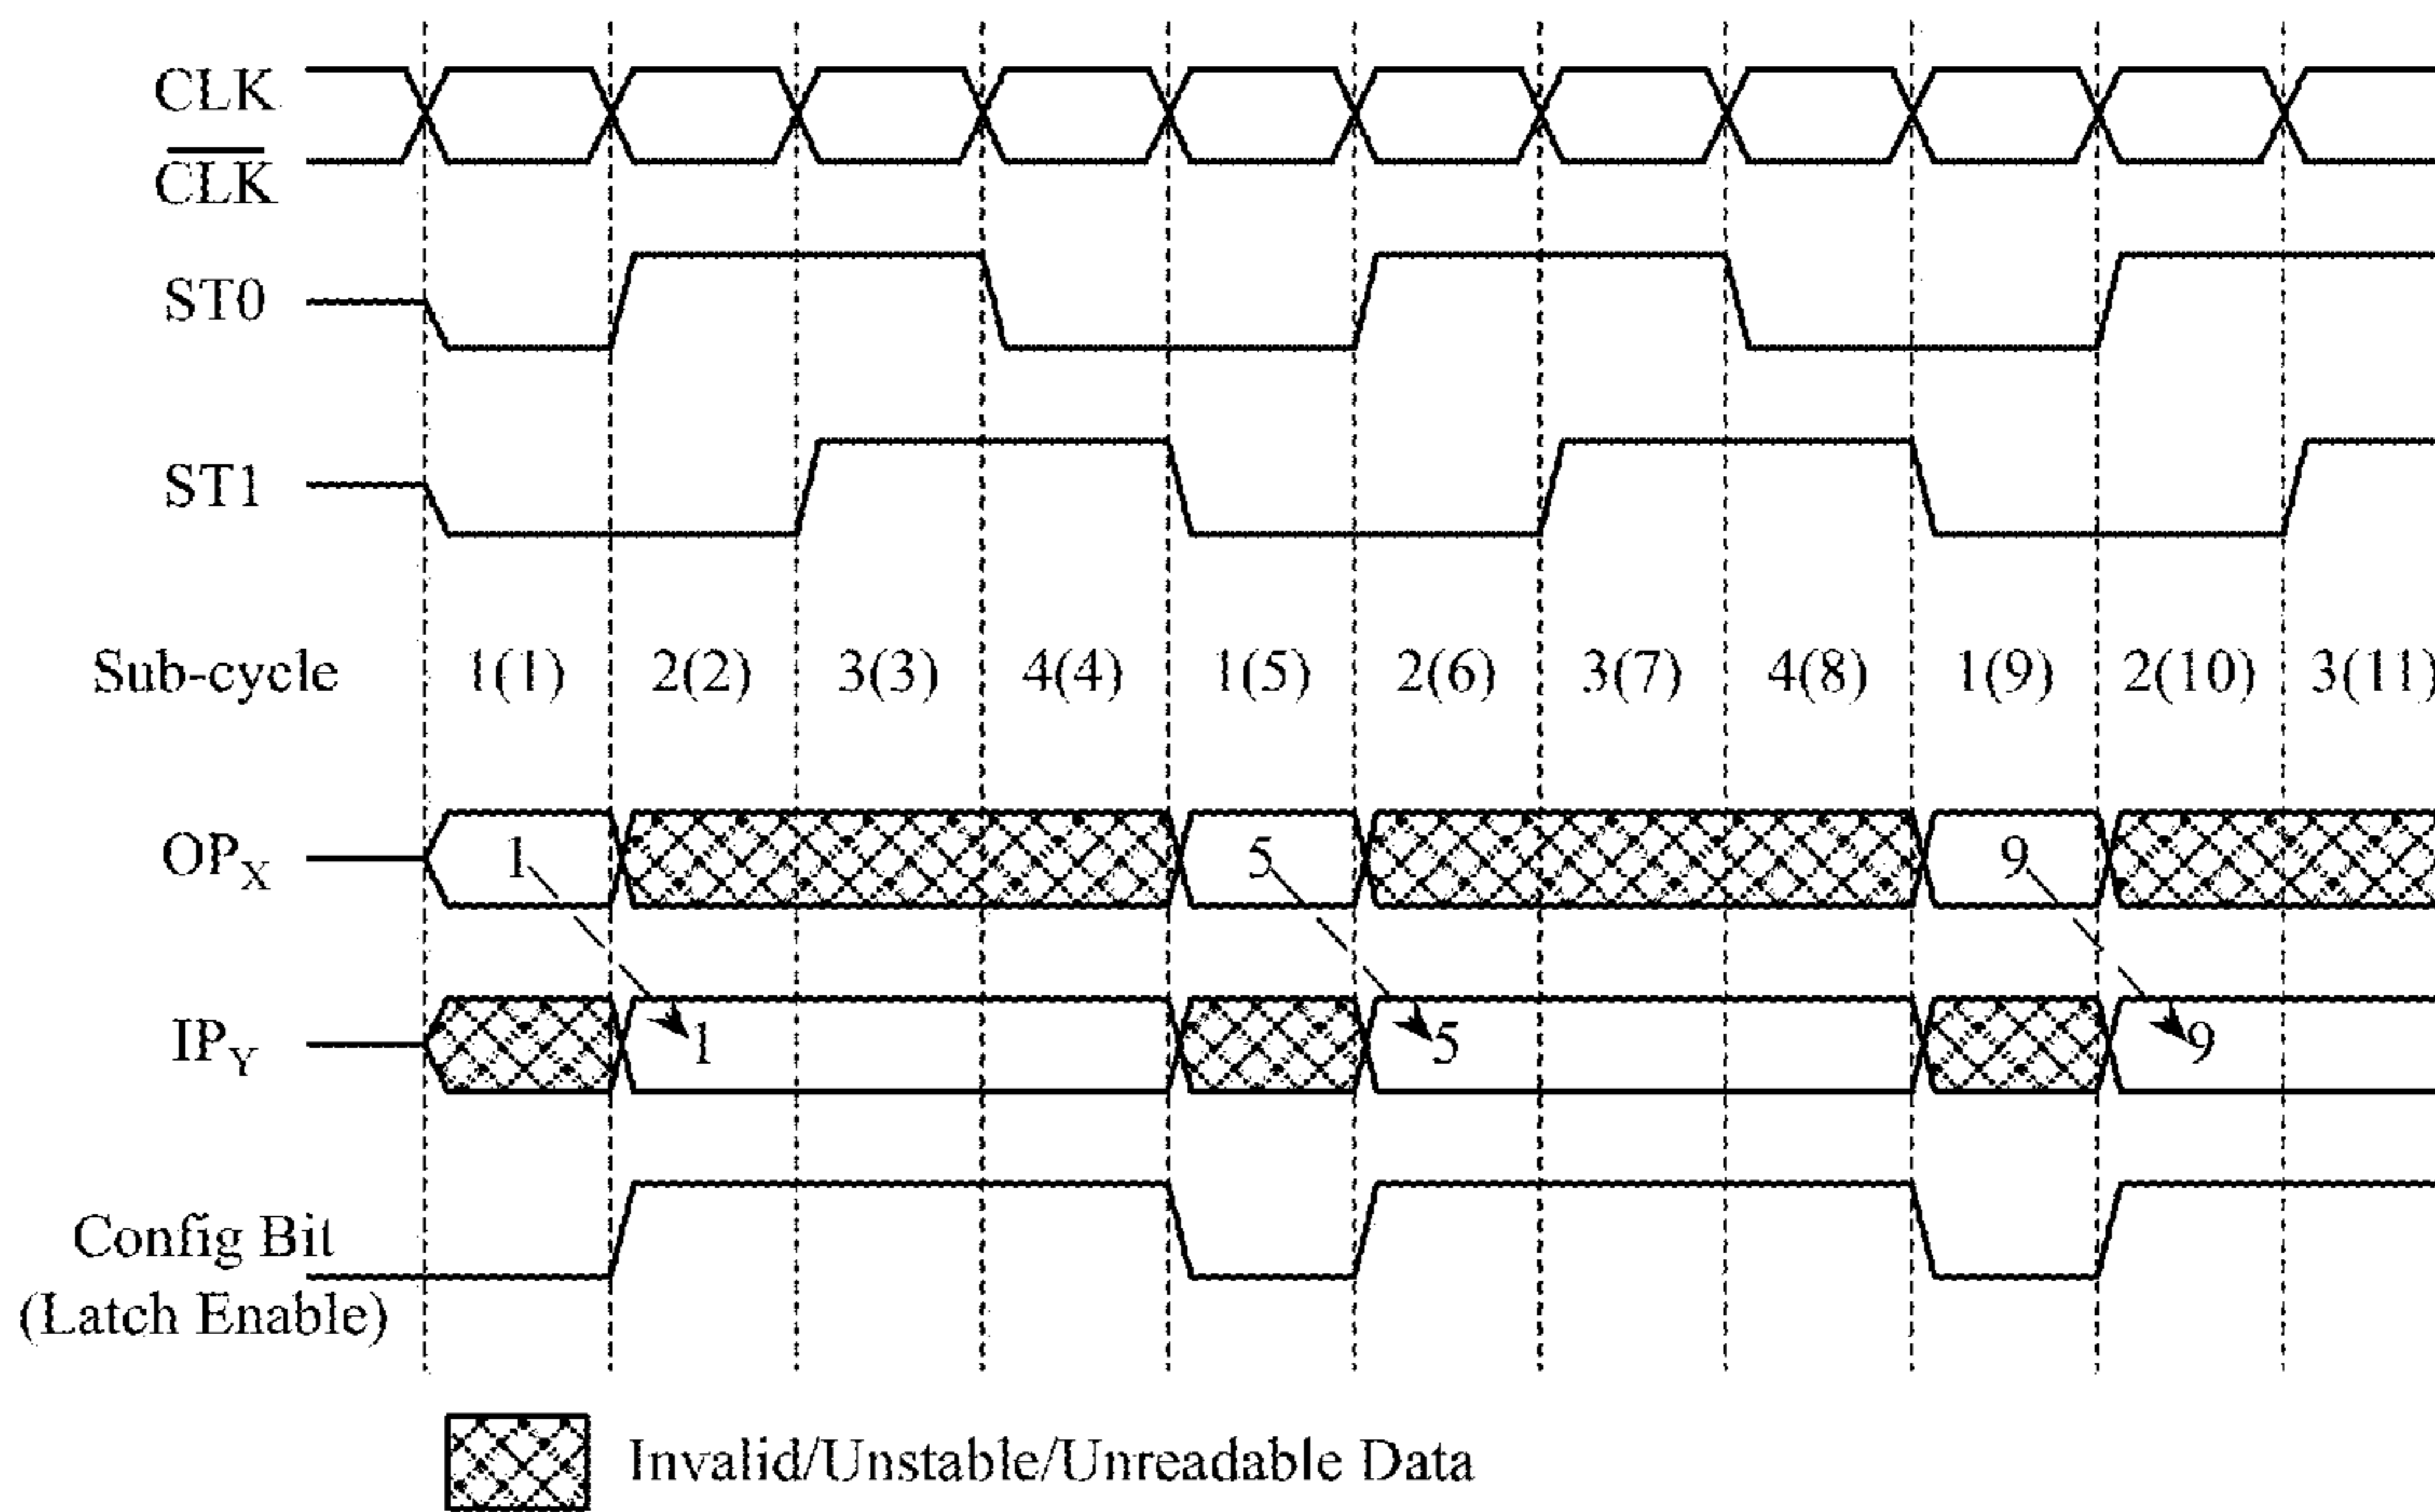 CLK
CLK
ST0
ST1
Sub-cycle 1(1) 2(2) 3(3) 4(4) 1(5) 2(6) 3(7) 4(8) 1(9) 2(10) 3(11)
OPX 1 5 9
IPY 1 5 9
Config Bit
(Latch Enable)
Invalid/Unstable/Unreadable Data